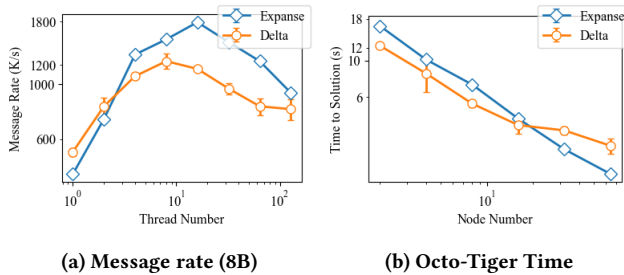 1800
1200
1000
600
Message Rate (K/s)
Expanse
Delta
10^0
10^1
10^2
Thread Number
(a) Message rate (8B)
18
12
10
6
Time to Solution (s)
Expanse
Delta
10^1
Node Number
(b) Octo-Tiger Time